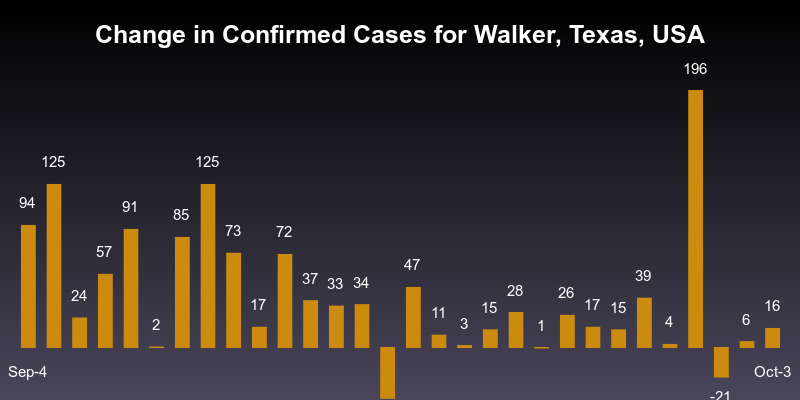 Change in Confirmed Cases for Walker, Texas, USA
94 125 24 57 91 2 85 125 73 17 72 37 33 34 47 11 3 15 28 1 26 17 15 39 4 196 -21 6 16
Sep-4 Oct-3